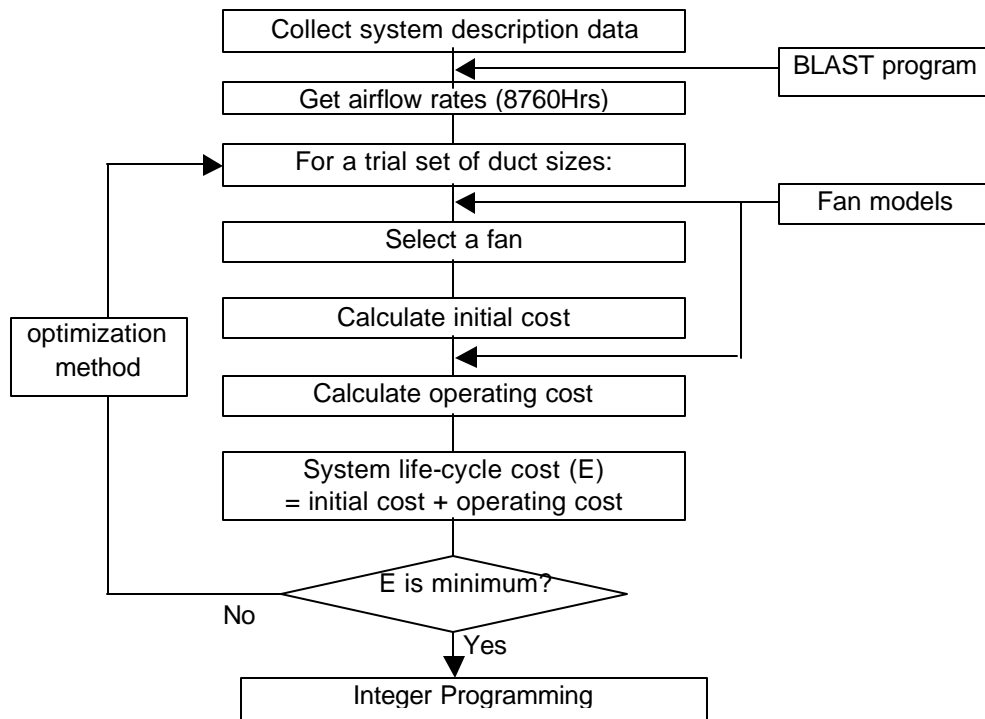 Collect system description data
BLAST program
Get airflow rates (8760Hrs)
For a trial set of duct sizes:
Fan models
Select a fan
Calculate initial cost
optimization
method
Calculate operating cost
System life-cycle cost (E)
= initial cost + operating cost
E is minimum?
No
Yes
Integer Programming